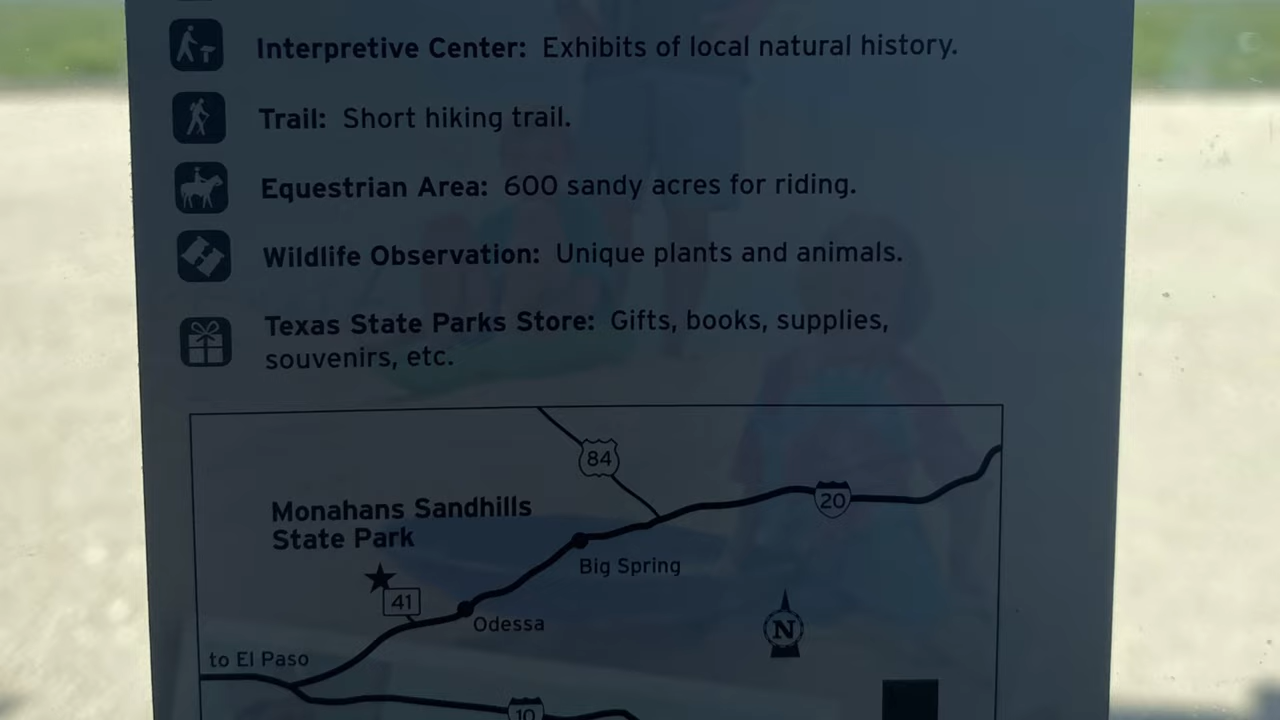 Interpretive Center: Exhibits of local natural history.
Trail: Short hiking trail.
Equestrian Area: 600 sandy acres for riding.
Wildlife Observation: Unique plants and animals.
Texas State Parks Store: Gifts, books, supplies,
souvenirs, etc.
84
20
Monahans Sandhills
State Park
Big Spring
41
Odessa
N
to El Paso
10